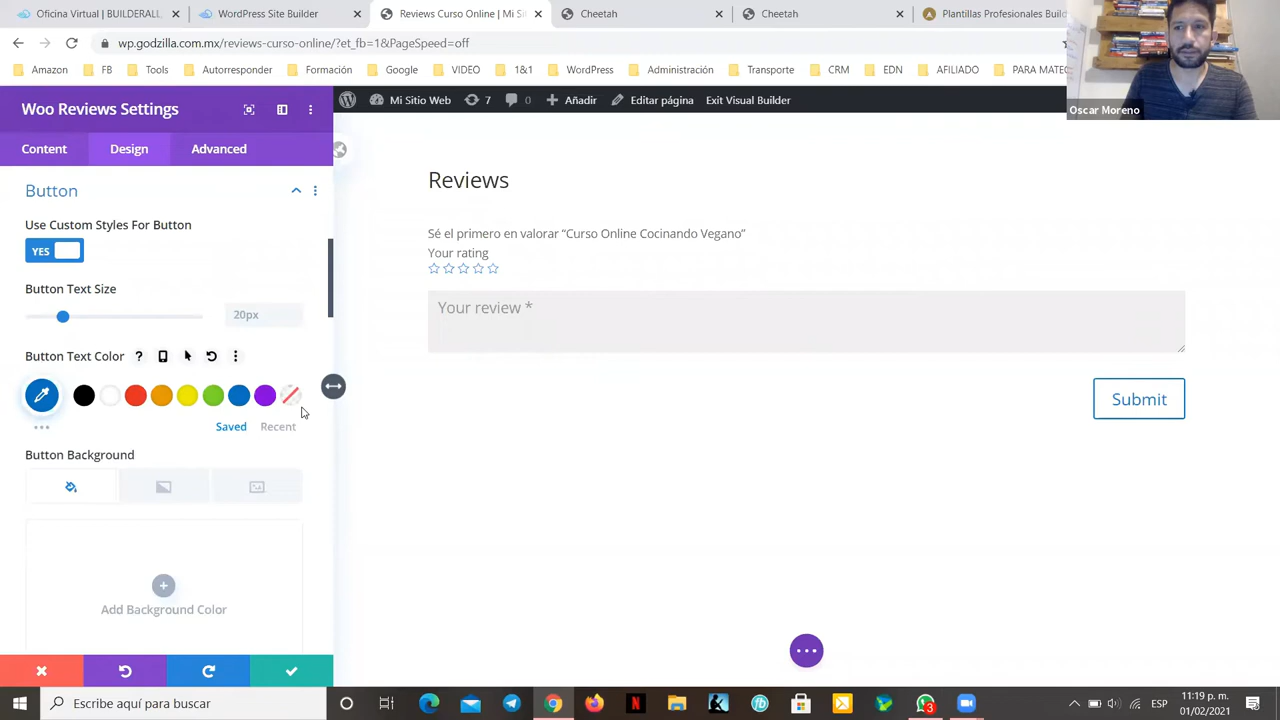 Oficina Virtual | BUILDERALL,
WordPress Site Builder
Reviews Curso Online | Mi Sit
Cheetah
Cheetah
Plantillas Profesionales Build
wp.godzilla.com.mx/reviews-curso-online/?et_fb=1&PageSpeed=off
Amazon
FB
Tools
Autorresponder
Formación
Google
VIDEO
WordPress
Administración
Transporte
CRM
EDN
AFILIANDO
PARA MATEO
Oscar Moreno
Mi Sitio Web
7
0
Añadir
Editar página
Exit Visual Builder
Woo Reviews Settings
Content
Design
Advanced
Button
Use Custom Styles For Button
YES
Button Text Size
20px
Button Text Color
Saved
Recent
Button Background
Add Background Color
Reviews
Sé el primero en valorar “Curso Online Cocinando Vegano”
Your rating
Your review *
Submit
Escribe aquí para buscar
3
ESP
11:19 p. m.
01/02/2021